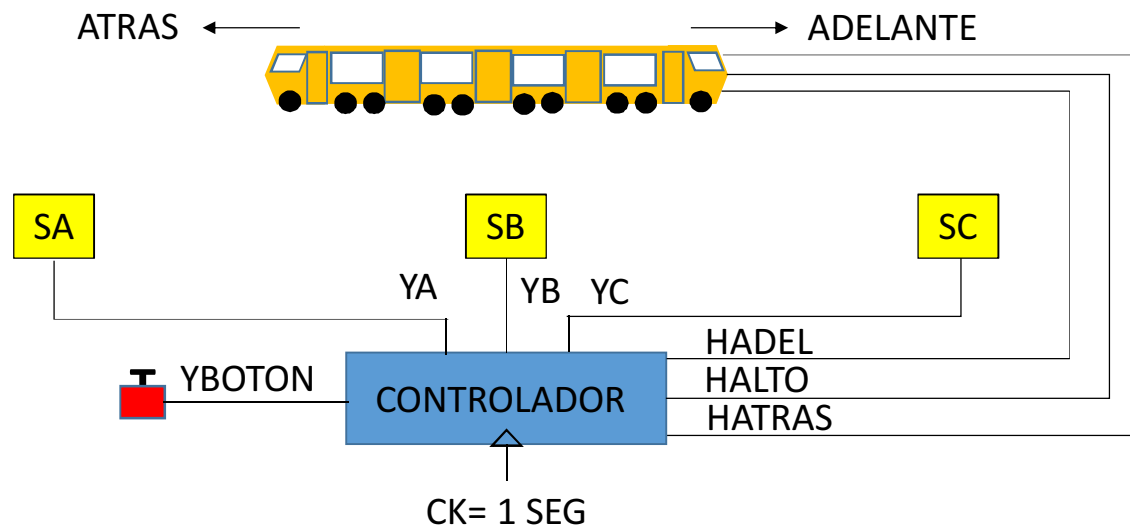 ATRAS
ADELANTE
SA
SB
SC
YA
YB
YC
HADEL
YBOTON
CONTROLADOR
HALTO
HATRAS
CK= 1 SEG